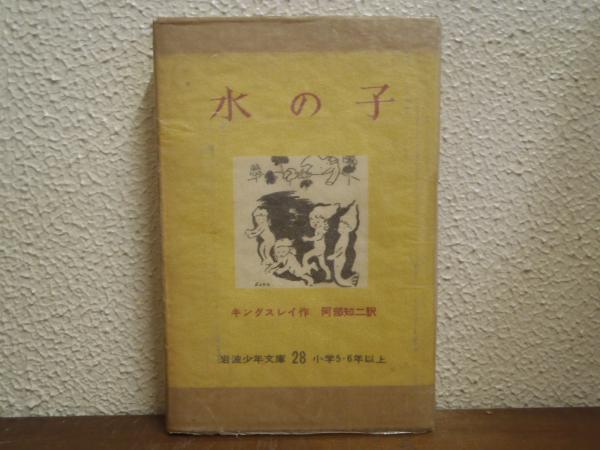 水の子
キングスレイ作 阿部知二訳
岩波少年文庫 28 小学5・6年以上